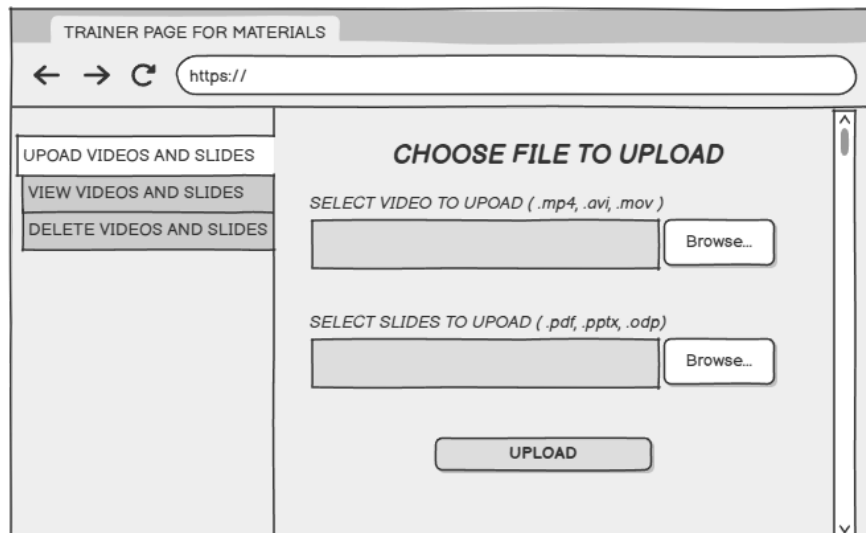 TRAINER PAGE FOR MATERIALS
https://
UPOAD VIDEOS AND SLIDES
VIEW VIDEOS AND SLIDES
DELETE VIDEOS AND SLIDES
CHOOSE FILE TO UPLOAD
SELECT VIDEO TO UPOAD ( .mp4, .avi, .mov )
Browse...
SELECT SLIDES TO UPOAD ( .pdf, .pptx, .odp)
Browse...
UPLOAD